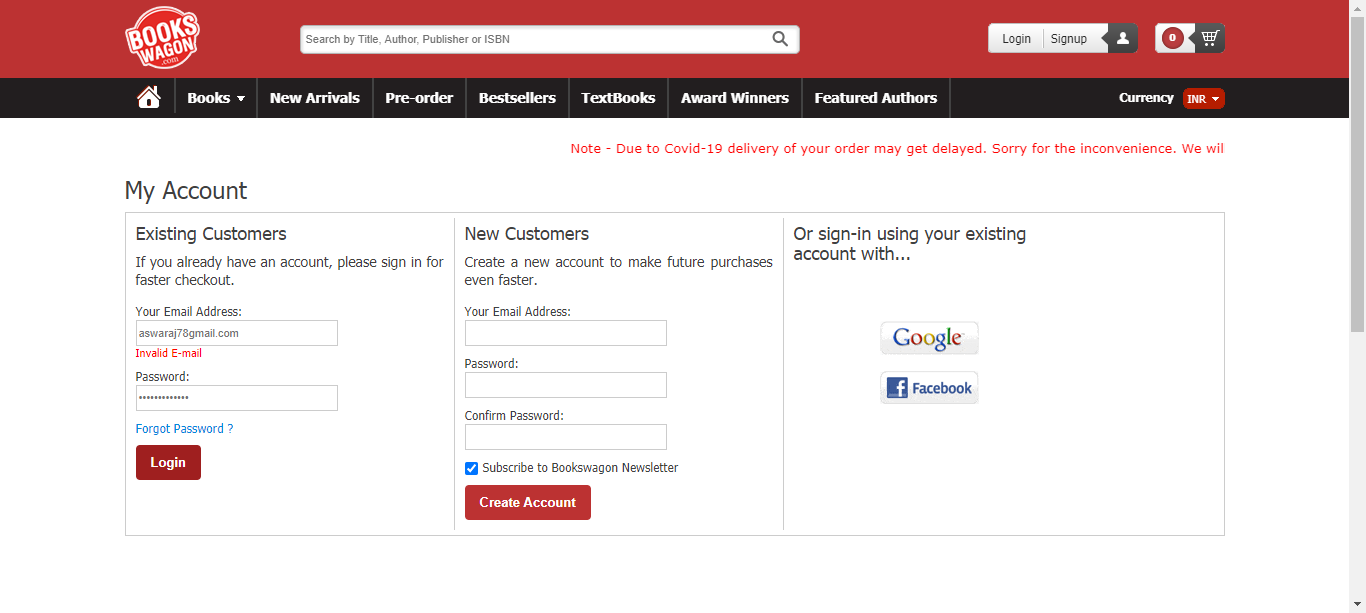 BOOKS
WAGON
.com
Search by Title, Author, Publisher or ISBN
Login Signup
0
Books New Arrivals Pre-order Bestsellers TextBooks Award Winners Featured Authors Currency INR
Note - Due to Covid-19 delivery of your order may get delayed. Sorry for the inconvenience. We wil
My Account
Existing Customers
If you already have an account, please sign in for
faster checkout.
Your Email Address:
aswaraj78gmail.com
Invalid E-mail
Password:
•••••••••••••
Forgot Password ?
Login
New Customers
Create a new account to make future purchases
even faster.
Your Email Address:
Password:
Confirm Password:
Subscribe to Bookswagon Newsletter
Create Account
Or sign-in using your existing
account with...
Google
Facebook